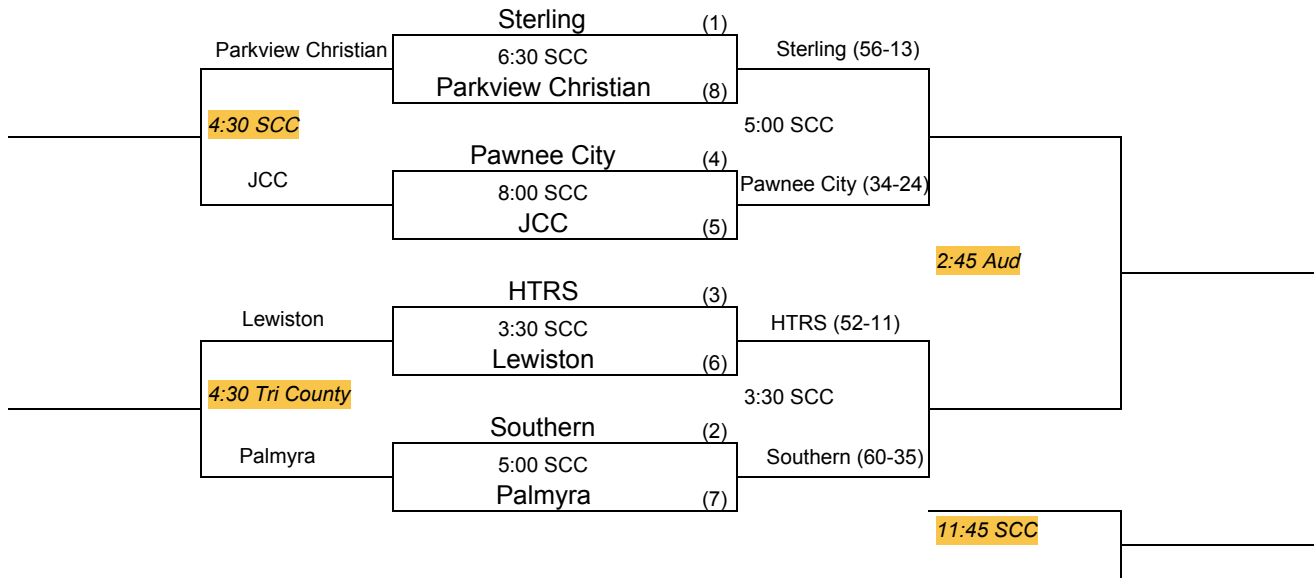 Sterling (1)
Parkview Christian
6:30 SCC
Sterling (56-13)
Parkview Christian (8)
4:30 SCC
5:00 SCC
Pawnee City (4)
JCC
8:00 SCC
Pawnee City (34-24)
JCC (5)
2:45 Aud
HTRS (3)
Lewiston
3:30 SCC
HTRS (52-11)
Lewiston (6)
4:30 Tri County
3:30 SCC
Southern (2)
Palmyra
5:00 SCC
Southern (60-35)
Palmyra (7)
11:45 SCC